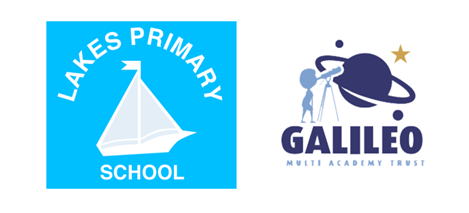 LAKES PRIMARY
SCHOOL
GALILEO
MULTI ACADEMY TRUST